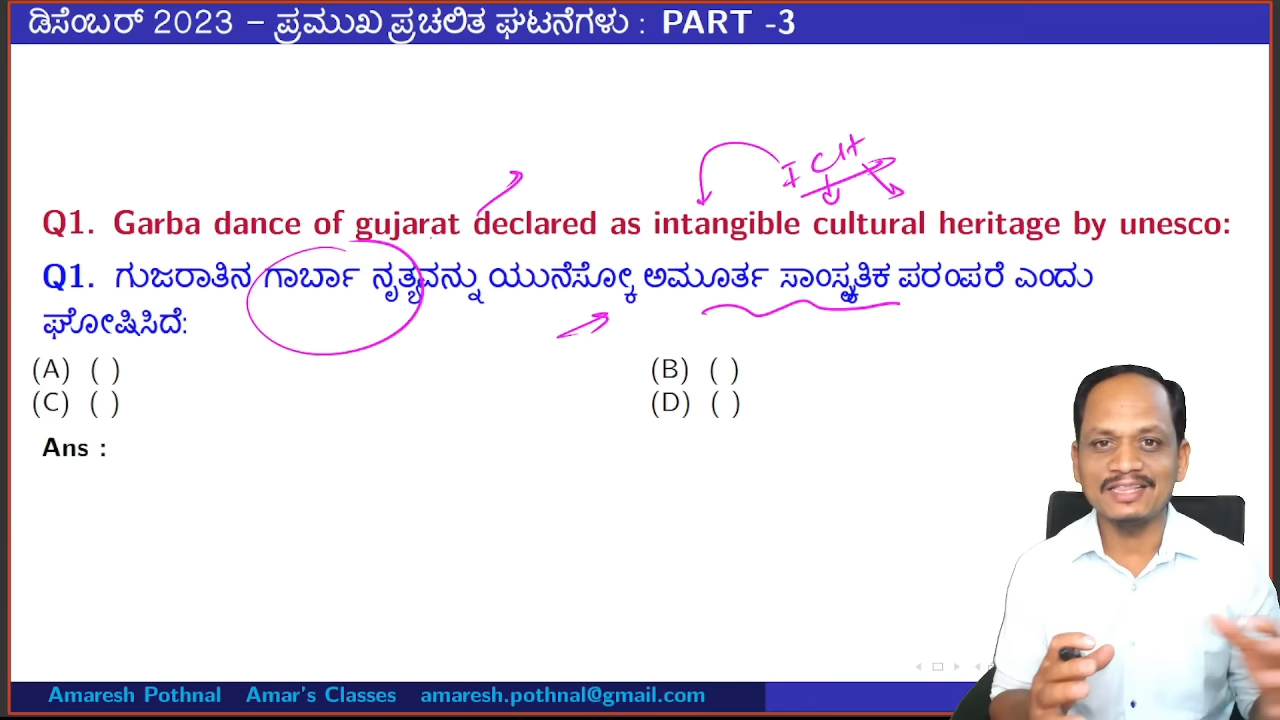 ಡಿಸೆಂಬರ್ 2023 – ಪ್ರಮುಖ ಪ್ರಚಲಿತ ಘಟನೆಗಳು : PART -3
ICH
Q1. Garba dance of gujarat declared as intangible cultural heritage by unesco:
Q1. ಗುಜರಾತಿನ ಗಾರ್ಬಾ ನೃತ್ಯವನ್ನು ಯುನೆಸ್ಕೋ ಅಮೂರ್ತ ಸಾಂಸ್ಕೃತಿಕ ಪರಂಪರೆ ಎಂದು
ಘೋಷಿಸಿದೆ:
(A) ( ) (B) ( )
(C) ( ) (D) ( )
Ans :
Amaresh Pothnal Amar's Classes amaresh.pothnal@gmail.com